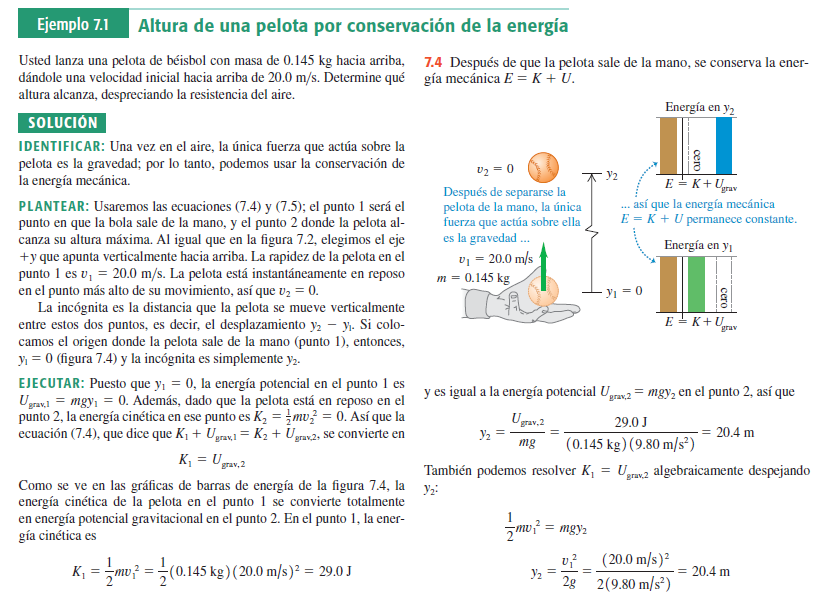 Ejemplo 7.1 Altura de una pelota por conservación de la energía
Usted lanza una pelota de béisbol con masa de 0.145 kg hacia arriba,
dándole una velocidad inicial hacia arriba de 20.0 m/s. Determine qué
altura alcanza, despreciando la resistencia del aire.
SOLUCIÓN
IDENTIFICAR: Una vez en el aire, la única fuerza que actúa sobre la
pelota es la gravedad; por lo tanto, podemos usar la conservación de
la energía mecánica.
PLANTEAR: Usaremos las ecuaciones (7.4) y (7.5); el punto 1 será el
punto en que la bola sale de la mano, y el punto 2 donde la pelota al-
canza su altura máxima. Al igual que en la figura 7.2, elegimos el eje
+y que apunta verticalmente hacia arriba. La rapidez de la pelota en el
punto 1 es v₁ = 20.0 m/s. La pelota está instantáneamente en reposo
en el punto más alto de su movimiento, así que v₂ = 0.
La incógnita es la distancia que la pelota se mueve verticalmente
entre estos dos puntos, es decir, el desplazamiento y₂ − y₁. Si colo-
camos el origen donde la pelota sale de la mano (punto 1), entonces,
y₁ = 0 (figura 7.4) y la incógnita es simplemente y₂.
EJECUTAR: Puesto que y₁ = 0, la energía potencial en el punto 1 es
U_grav,1 = mgy₁ = 0. Además, dado que la pelota está en reposo en el
punto 2, la energía cinética en ese punto es K₂ = ½mv₂² = 0. Así que la
ecuación (7.4), que dice que K₁ + U_grav,1 = K₂ + U_grav,2, se convierte en
K₁ = U_grav,2
Como se ve en las gráficas de barras de energía de la figura 7.4, la
energía cinética de la pelota en el punto 1 se convierte totalmente
en energía potencial gravitacional en el punto 2. En el punto 1, la ener-
gía cinética es
K₁ = ½mv₁² = ½(0.145 kg)(20.0 m/s)² = 29.0 J
7.4 Después de que la pelota sale de la mano, se conserva la ener-
gía mecánica E = K + U.
Energía en y₂
cero
E = K + U_grav
v₂ = 0
y₂
Después de separarse la
pelota de la mano, la única
fuerza que actúa sobre ella
es la gravedad ...
... así que la energía mecánica
E = K + U permanece constante.
v₁ = 20.0 m/s
m = 0.145 kg
y₁ = 0
Energía en y₁
cero
E = K + U_grav
y es igual a la energía potencial U_grav,2 = mgy₂ en el punto 2, así que
y₂ = U_grav,2 / mg = 29.0 J / (0.145 kg)(9.80 m/s²) = 20.4 m
También podemos resolver K₁ = U_grav,2 algebraicamente despejando
y₂:
½mv₁² = mgy₂
y₂ = v₁² / 2g = (20.0 m/s)² / 2(9.80 m/s²) = 20.4 m